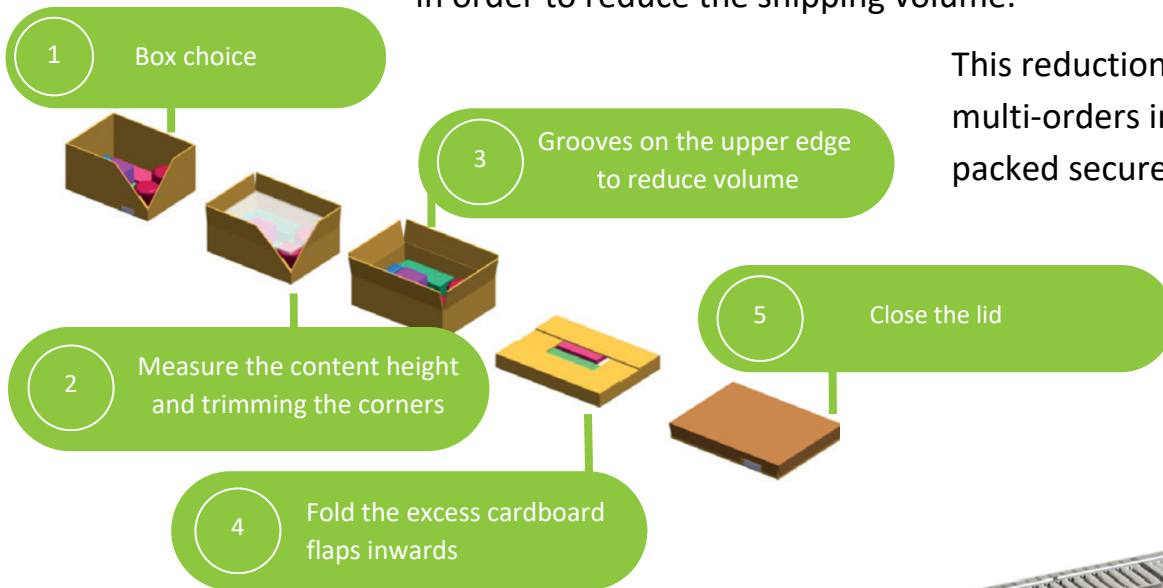 in order to reduce the shipping volume.
This reduction
multi-orders in
packed secure
1
Box choice
3
Grooves on the upper edge
to reduce volume
5
Close the lid
2
Measure the content height
and trimming the corners
4
Fold the excess cardboard
flaps inwards